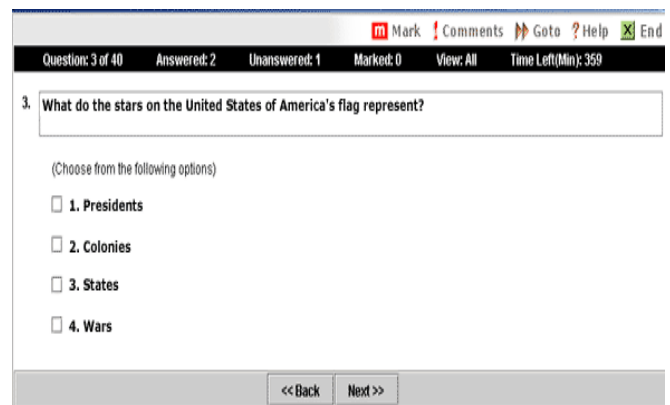 m Mark ! Comments Goto ? Help X End
Question: 3 of 40 Answered: 2 Unanswered: 1 Marked: 0 View: All Time Left(Min): 359
3. What do the stars on the United States of America's flag represent?
(Choose from the following options)
1. Presidents
2. Colonies
3. States
4. Wars
<< Back Next >>